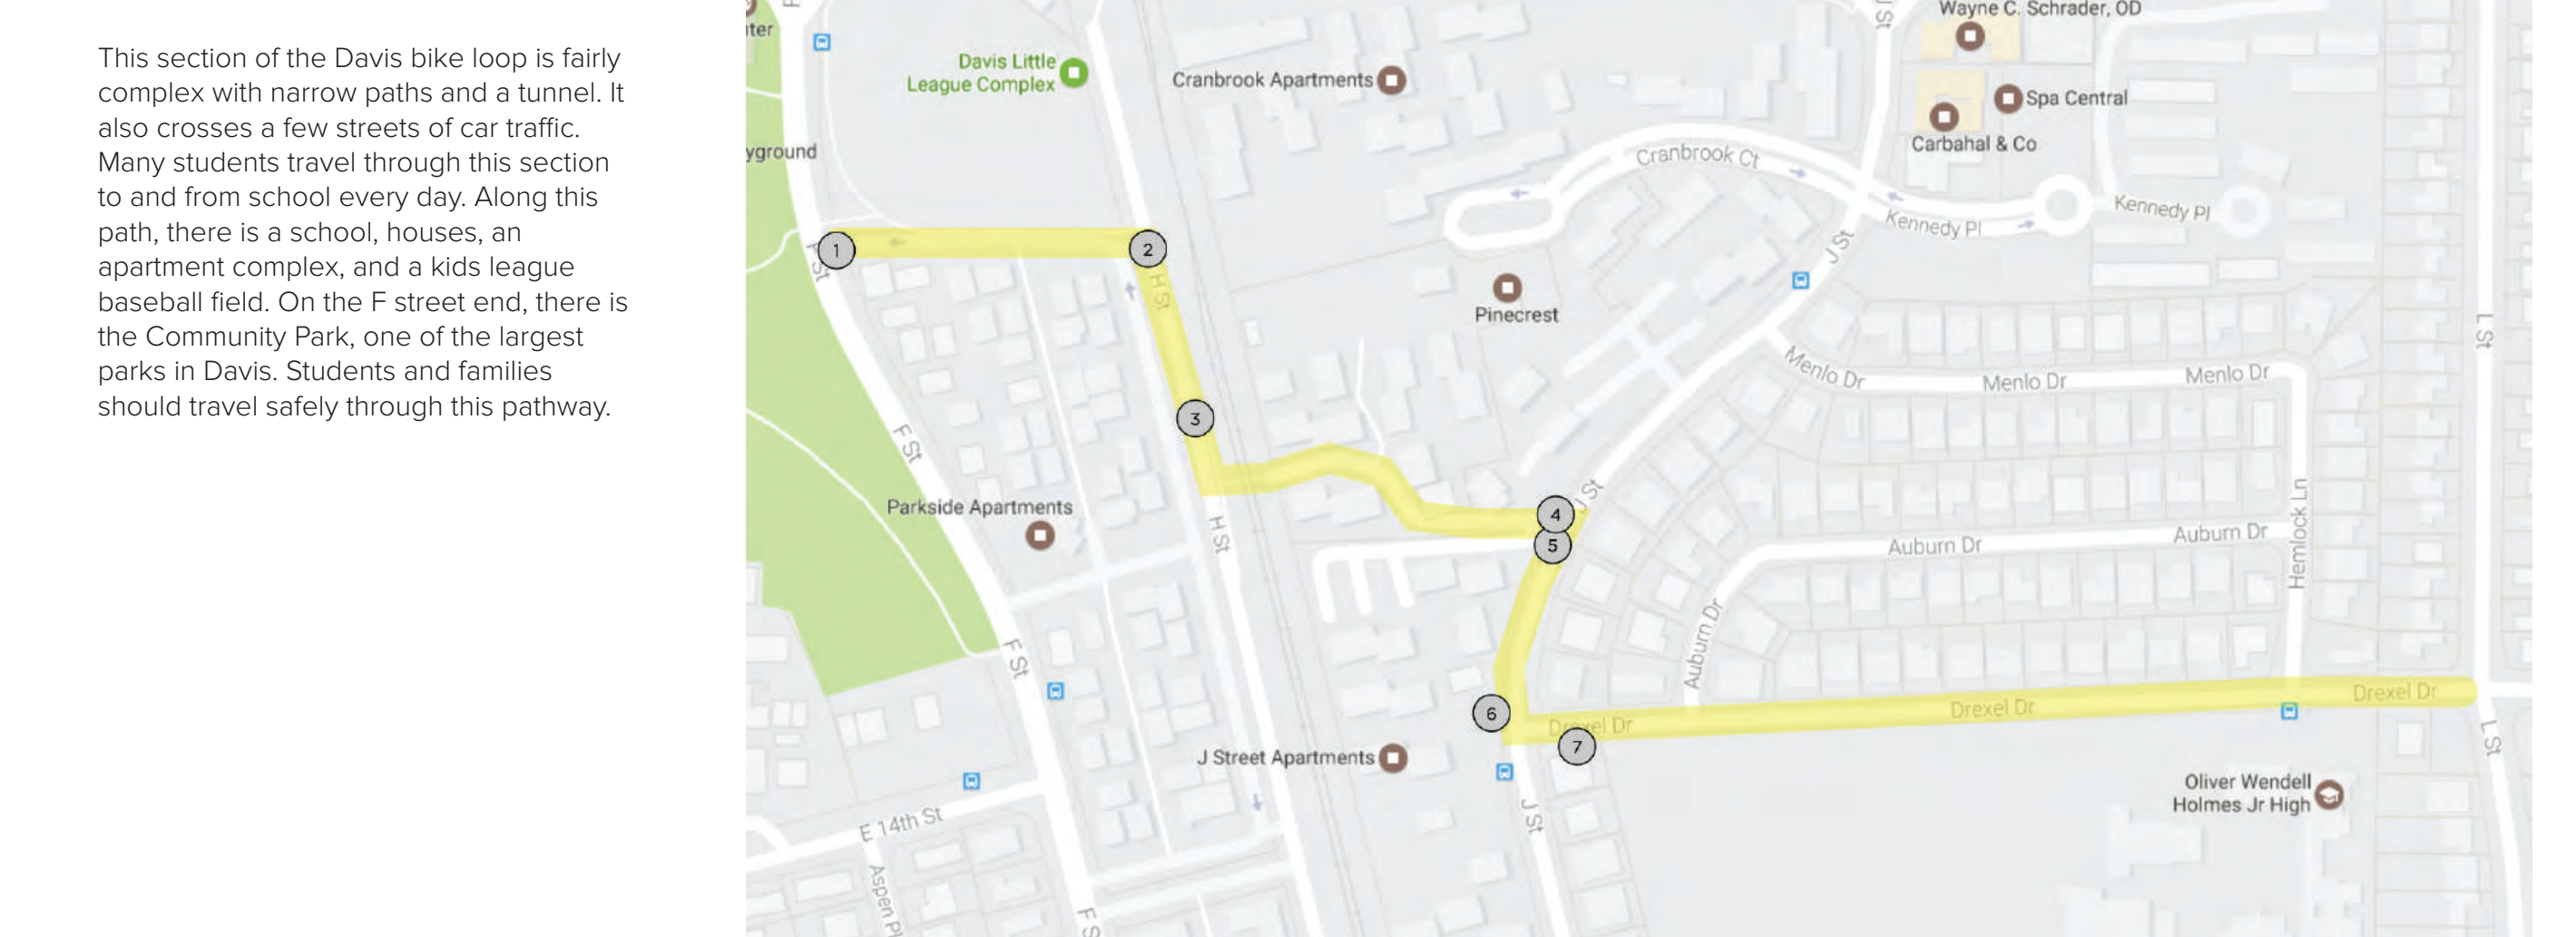 This section of the Davis bike loop is fairly
complex with narrow paths and a tunnel. It
also crosses a few streets of car traffic.
Many students travel through this section
to and from school every day. Along this
path, there is a school, houses, an
apartment complex, and a kids league
baseball field. On the F street end, there is
the Community Park, one of the largest
parks in Davis. Students and families
should travel safely through this pathway.
Wayne C. Schrader, OD
J St
Davis Little
League Complex
Cranbrook Apartments
Spa Central
Carbahal & Co
yground
Cranbrook Ct
Kennedy Pl
Kennedy Pl
J St
1
2
St
H St
Pinecrest
L St
Menlo Dr
Menlo Dr
Menlo Dr
3
F St
Parkside Apartments
H St
4
J St
5
Auburn Dr
Auburn Dr
Hemlock Ln
Auburn Dr
F St
6
Drexel Dr
Drexel Dr
Drexel Dr
7
L St
J Street Apartments
Oliver Wendell
Holmes Jr High
J St
E 14th St
Aspen Pl
F S